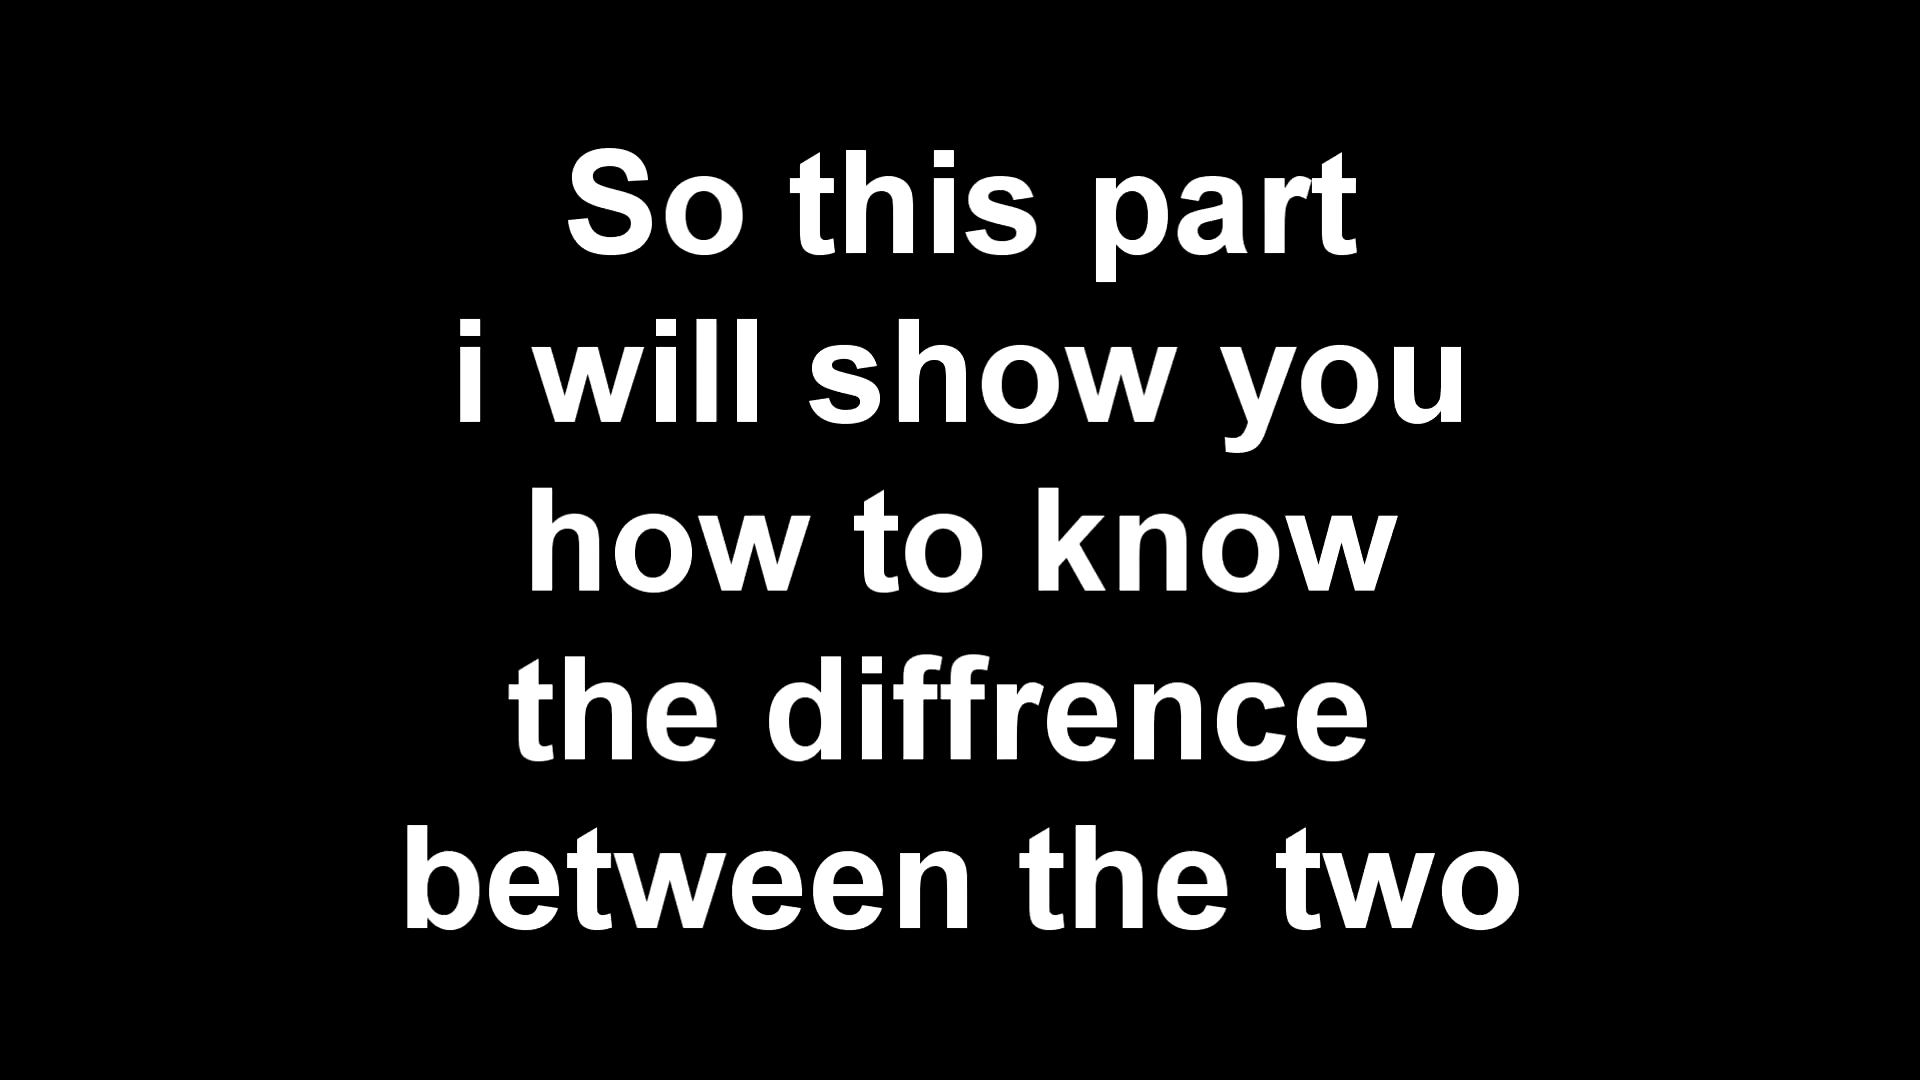 So this part
i will show you
how to know
the diffrence
between the two